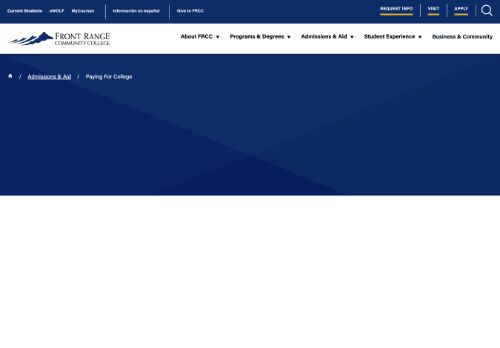 Current Students eWOLF MyCourses Información en español Give to FRCC REQUEST INFO VISIT APPLY
FRONT RANGE
COMMUNITY COLLEGE
About FRCC ▼ Programs & Degrees ▼ Admissions & Aid ▼ Student Experience ▼ Business & Community
/ Admissions & Aid / Paying For College